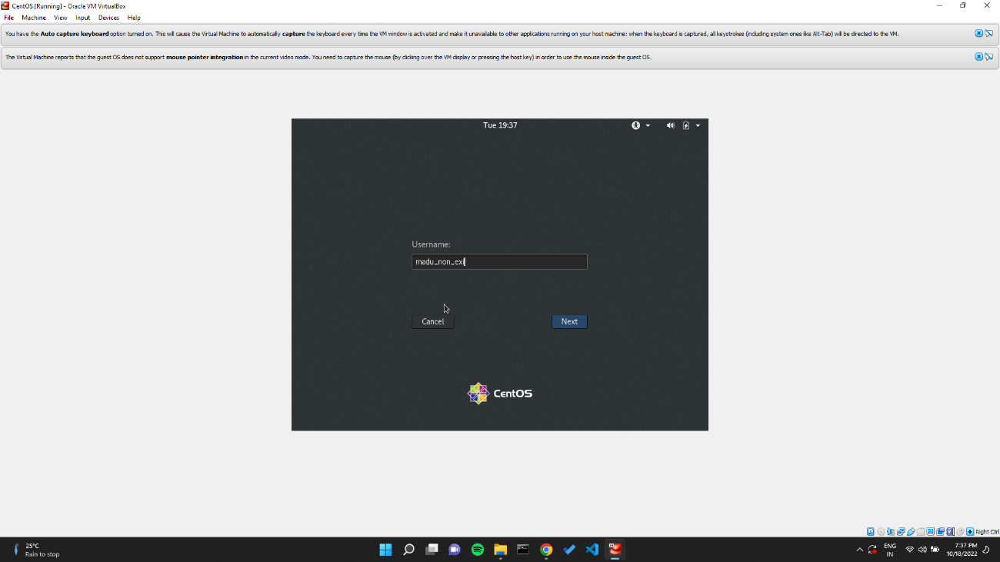 CentOS [Running] - Oracle VM VirtualBox
File Machine View Input Devices Help
You have the Auto capture keyboard option turned on. This will cause the Virtual Machine to automatically capture the keyboard every time the VM window is activated and make it unavailable to other applications running on your host machine: when the keyboard is captured, all keystrokes (including system ones like Alt-Tab) will be directed to the VM.
The Virtual Machine reports that the guest OS does not support mouse pointer integration in the current video mode. You need to capture the mouse (by clicking over the VM display or pressing the host key) in order to use the mouse inside the guest OS.
Tue 19:37
Username:
madu_non_exi
Cancel Next
CentOS
Right Ctrl
25°C
Rain to stop
ENG
IN
7:37 PM
10/18/2022